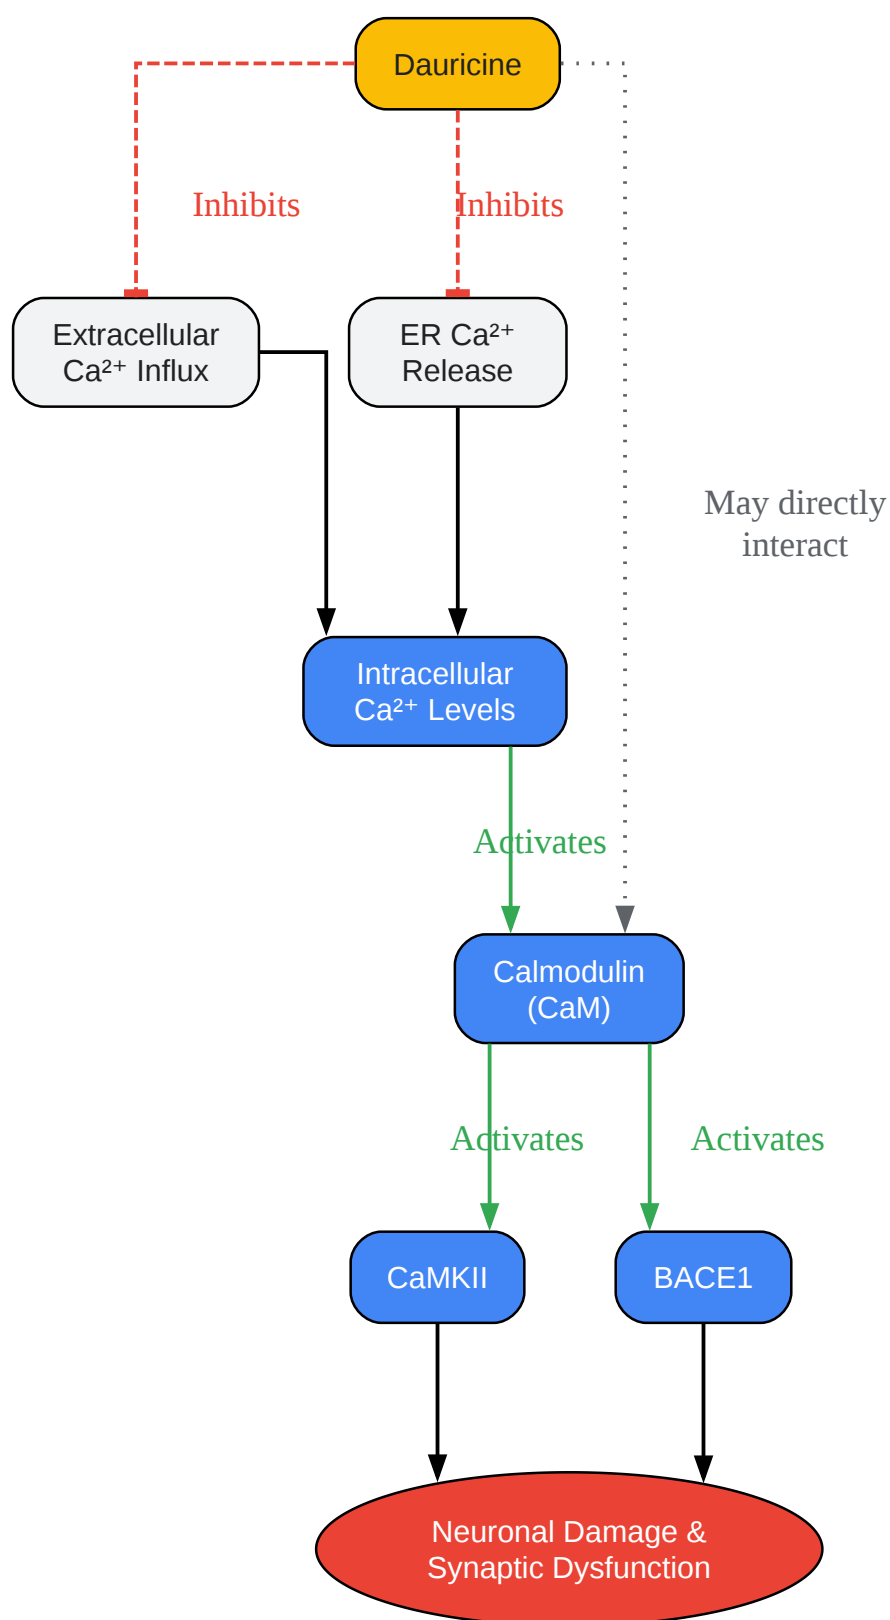 Dauricine
Inhibits
Inhibits
Extracellular
Ca²⁺ Influx
ER Ca²⁺
Release
May directly
interact
Intracellular
Ca²⁺ Levels
Activates
Calmodulin
(CaM)
Activates
Activates
CaMKII
BACE1
Neuronal Damage &
Synaptic Dysfunction